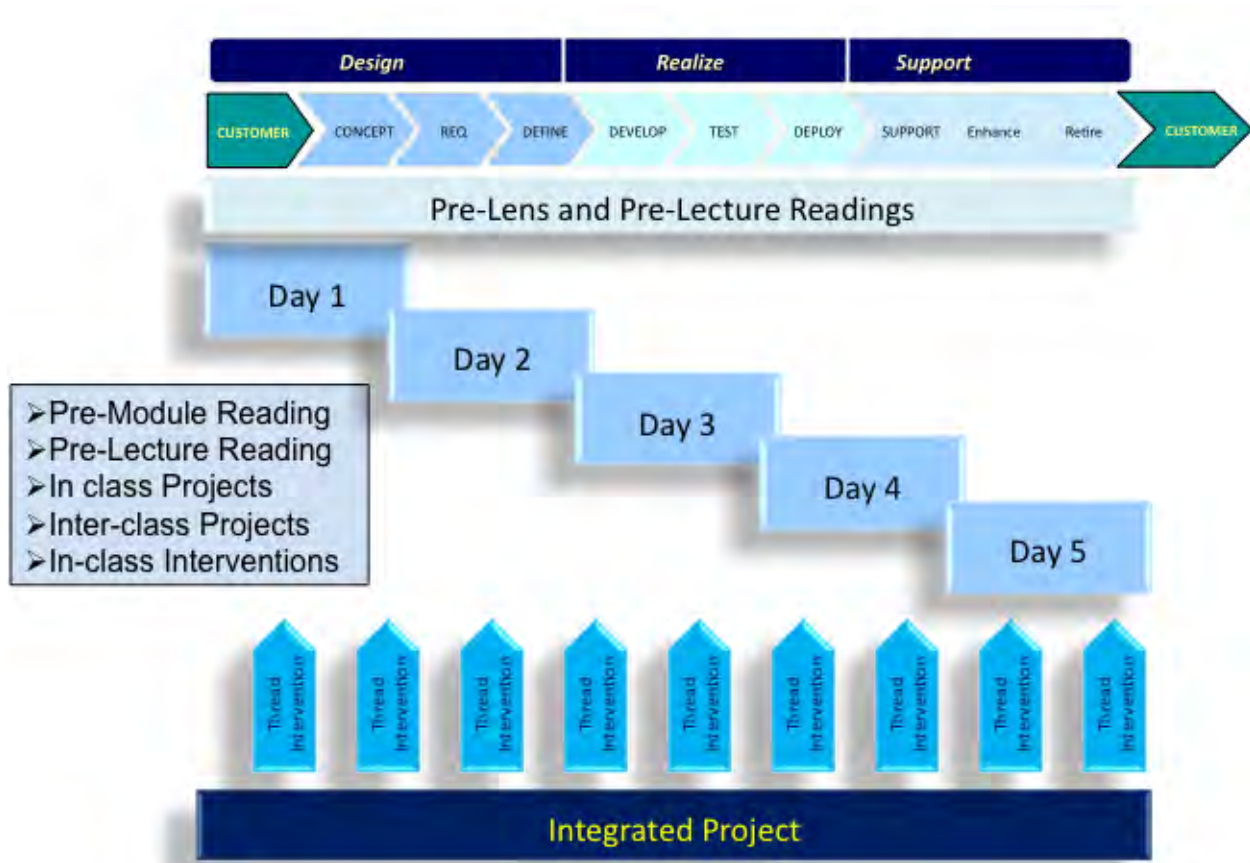 Design Realize Support
CUSTOMER CONCEPT REQ DEFINE DEVELOP TEST DEPLOY SUPPORT Enhance Retire CUSTOMER
Pre-Lens and Pre-Lecture Readings
Day 1
Day 2
Day 3
Day 4
Day 5
➢Pre-Module Reading
➢Pre-Lecture Reading
➢In class Projects
➢Inter-class Projects
➢In-class Interventions
Thread
Intervention
Thread
Intervention
Thread
Intervention
Thread
Intervention
Thread
Intervention
Thread
Intervention
Thread
Intervention
Thread
Intervention
Thread
Intervention
Integrated Project